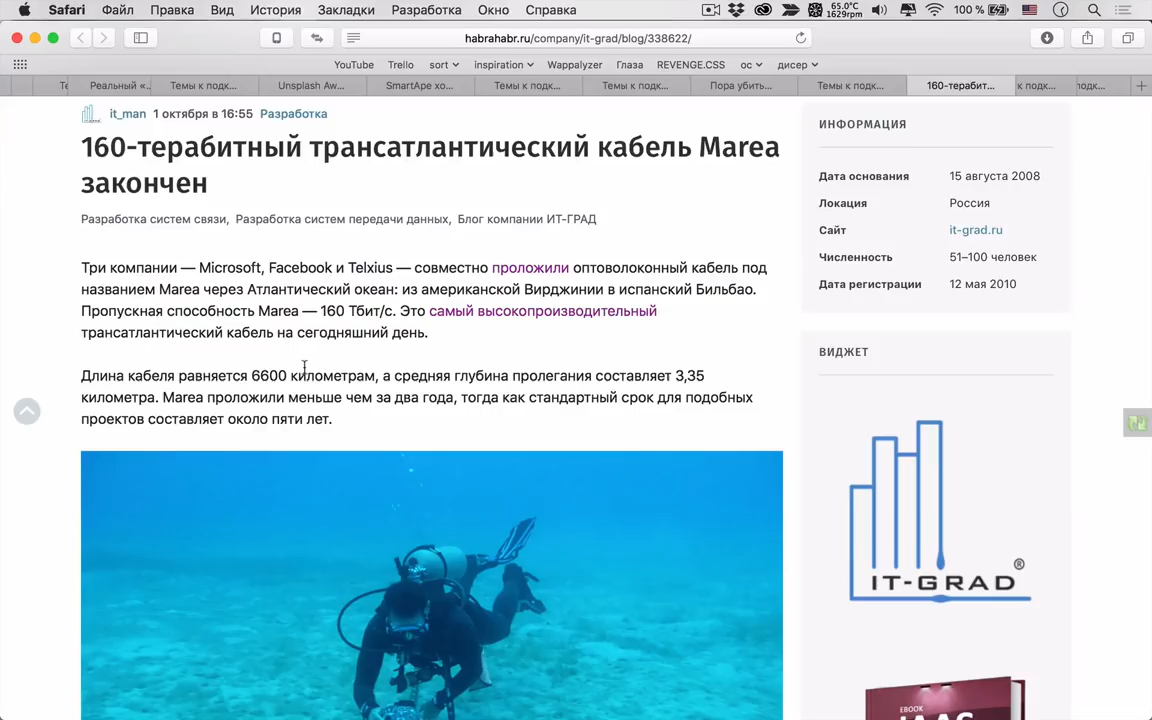 Safari Файл Правка Вид История Закладки Разработка Окно Справка 65.0°C 1629rpm 100 %
habrahabr.ru/company/it-grad/blog/338622/
YouTube Trello sort inspiration Wappalyzer Глаза REVENGE.CSS ос дисер
Те Реальный «.. Темы к подк... Unsplash Aw... SmartApe хо... Темы к подк... Темы к подк... Пора убить... Темы к подк... 160-терабит... к подк... подк...
it_man 1 октября в 16:55 Разработка
160-терабитный трансатлантический кабель Marea
закончен
Разработка систем связи, Разработка систем передачи данных, Блог компании ИТ-ГРАД
Три компании — Microsoft, Facebook и Telxius — совместно проложили оптоволоконный кабель под
названием Marea через Атлантический океан: из американской Вирджинии в испанский Бильбао.
Пропускная способность Marea — 160 Тбит/с. Это самый высокопроизводительный
трансатлантический кабель на сегодняшний день.
Длина кабеля равняется 6600 километрам, а средняя глубина пролегания составляет 3,35
километра. Marea проложили меньше чем за два года, тогда как стандартный срок для подобных
проектов составляет около пяти лет.
ИНФОРМАЦИЯ
Дата основания 15 августа 2008
Локация Россия
Сайт it-grad.ru
Численность 51–100 человек
Дата регистрации 12 мая 2010
ВИДЖЕТ
IT-GRAD ®
EBOOK
IAAS